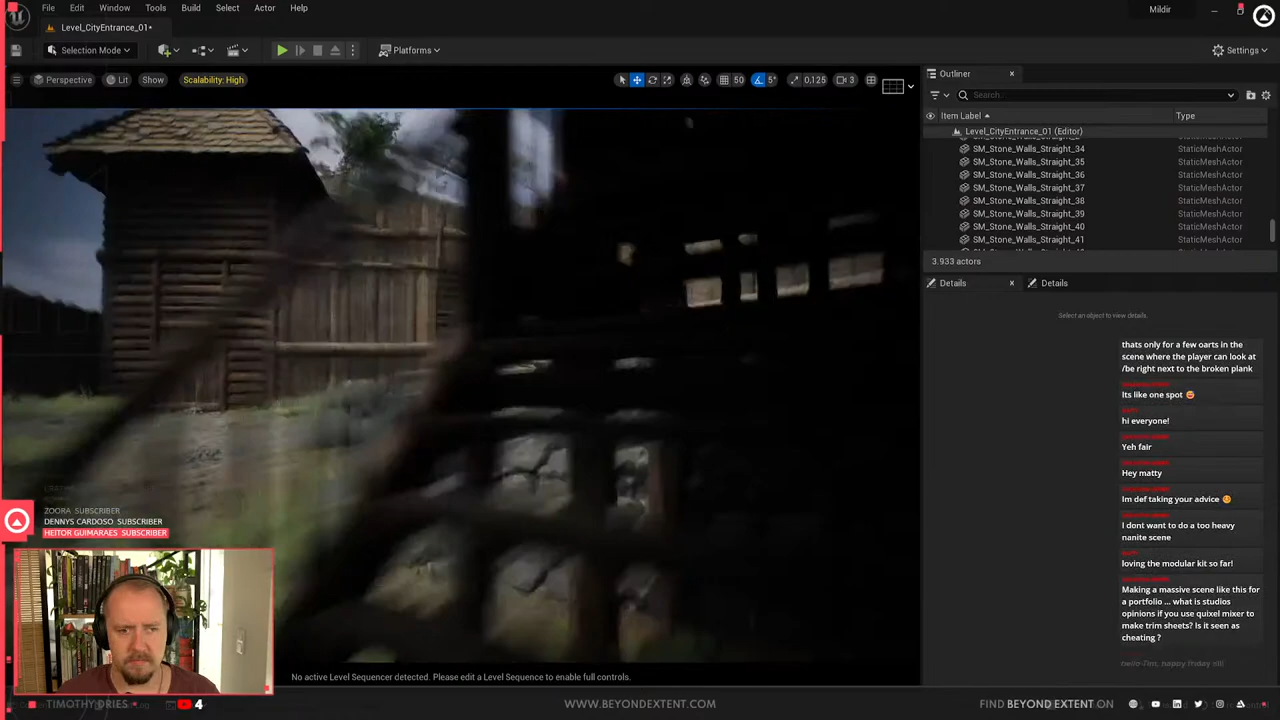 File Edit Window Tools Build Select Actor Help
Mildir
Level_CityEntrance_01*
Selection Mode
Platforms
Settings
Perspective
Lit
Show
Scalability: High
50
5°
0,125
3
Outliner
Search...
Item Label
Type
Level_CityEntrance_01 (Editor)
SM_Stone_Walls_Straight_34 StaticMeshActor
SM_Stone_Walls_Straight_35 StaticMeshActor
SM_Stone_Walls_Straight_36 StaticMeshActor
SM_Stone_Walls_Straight_37 StaticMeshActor
SM_Stone_Walls_Straight_38 StaticMeshActor
SM_Stone_Walls_Straight_39 StaticMeshActor
SM_Stone_Walls_Straight_40 StaticMeshActor
SM_Stone_Walls_Straight_41 StaticMeshActor
3.933 actors
Details
Details
Select an object to view details.
thats only for a few oarts in the
scene where the player can look at
/be right next to the broken plank
Its like one spot
hi everyone!
Yeh fair
Hey matty
Im def taking your advice
I dont want to do a too heavy
nanite scene
loving the modular kit so far!
Making a massive scene like this for
a portfolio ... what is studios
opinions if you use quixel mixer to
make trim sheets? Is it seen as
cheating ?
ZOORA SUBSCRIBER
DENNYS CARDOSO SUBSCRIBER
HEITOR GUIMARAES SUBSCRIBER
No active Level Sequencer detected. Please edit a Level Sequence to enable full controls.
TIMOTHY DRIES
4
WWW.BEYONDEXTENT.COM
FIND BEYOND EXTENT ON